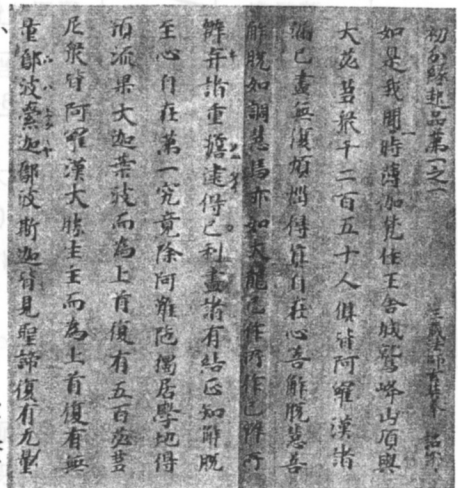 初分緣起品第一之一 三藏法師玄奘奉 詔譯
如是我聞一時薄伽梵住王舍城鷲峰山頂與
大苾芻眾千二百五十人俱皆阿羅漢諸
漏已盡無復煩惱得真自在心善解脫慧善
解脫如調慧馬亦如大龍已作所作已辦所
辦弃諸重擔逮得己利盡諸有結正知解脫
至心自在第一究竟除阿難陀獨居學地得
預流果大迦葉波而為上首復有五百苾芻
尼眾皆阿羅漢大勝生主而為上首復有無
量鄔波索迦鄔波斯迦皆見聖諦復有无量